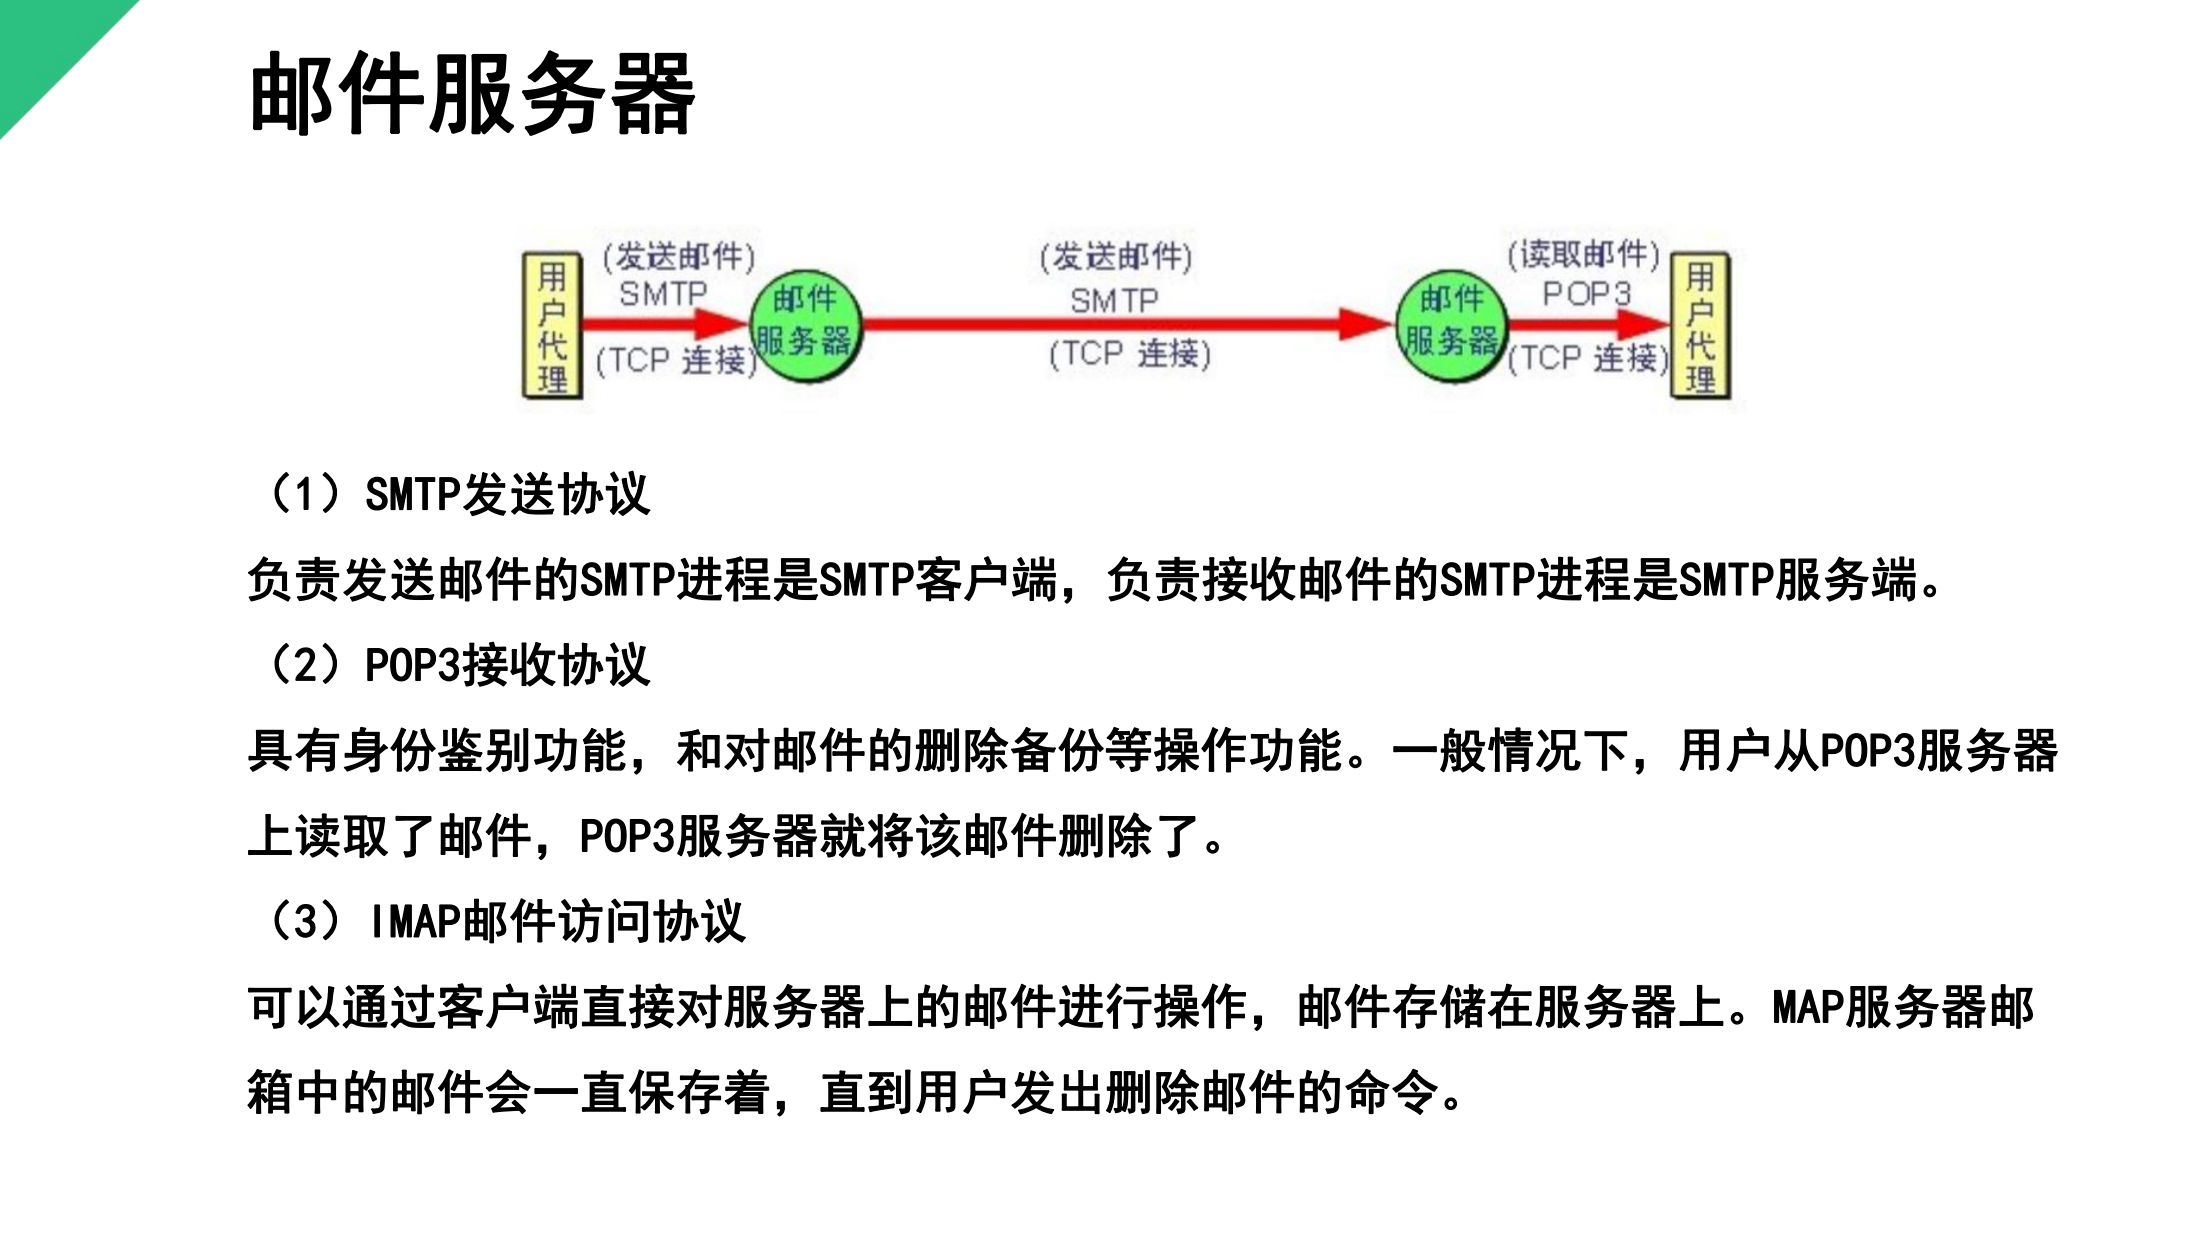 邮件服务器
(发送邮件)
SMTP
(TCP 连接)
(发送邮件)
SMTP
(TCP 连接)
(读取邮件)
POP3
(TCP 连接)
用户代理
邮件
服务器
邮件
服务器
用户代理
（1）SMTP发送协议
负责发送邮件的SMTP进程是SMTP客户端，负责接收邮件的SMTP进程是SMTP服务端。
（2）POP3接收协议
具有身份鉴别功能，和对邮件的删除备份等操作功能。一般情况下，用户从POP3服务器
上读取了邮件，POP3服务器就将该邮件删除了。
（3）IMAP邮件访问协议
可以通过客户端直接对服务器上的邮件进行操作，邮件存储在服务器上。MAP服务器邮
箱中的邮件会一直保存着，直到用户发出删除邮件的命令。